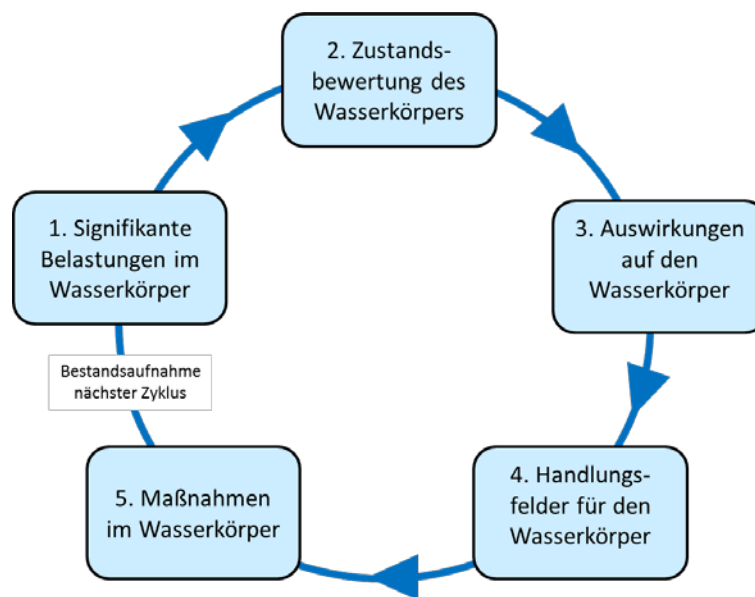 2. Zustands-
bewertung des
Wasserkörpers
1. Signifikante
Belastungen im
Wasserkörper
3. Auswirkungen
auf den
Wasserkörper
Bestandsaufnahme
nächster Zyklus
5. Maßnahmen
im Wasserkörper
4. Handlungs-
felder für den
Wasserkörper